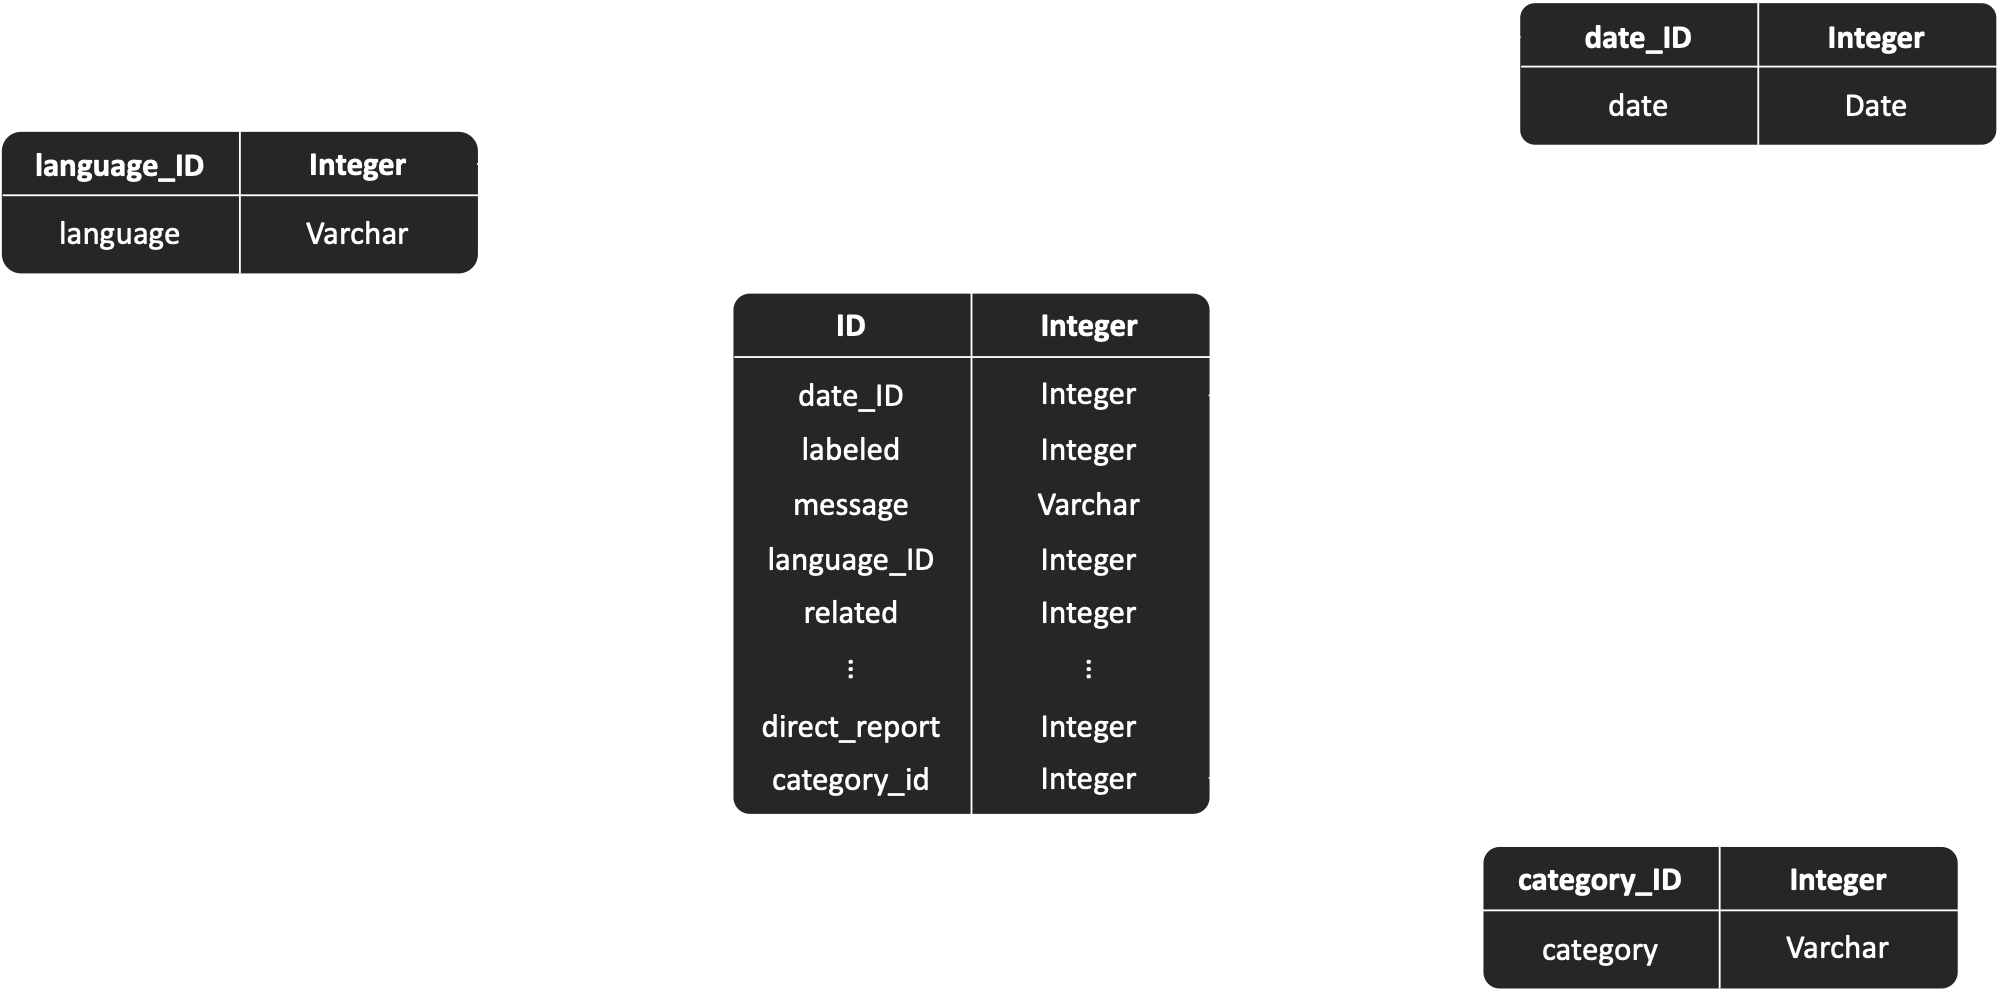 date_ID Integer
date Date
language_ID Integer
language Varchar
ID Integer
date_ID Integer
labeled Integer
message Varchar
language_ID Integer
related Integer
⋮ ⋮
direct_report Integer
category_id Integer
category_ID Integer
category Varchar